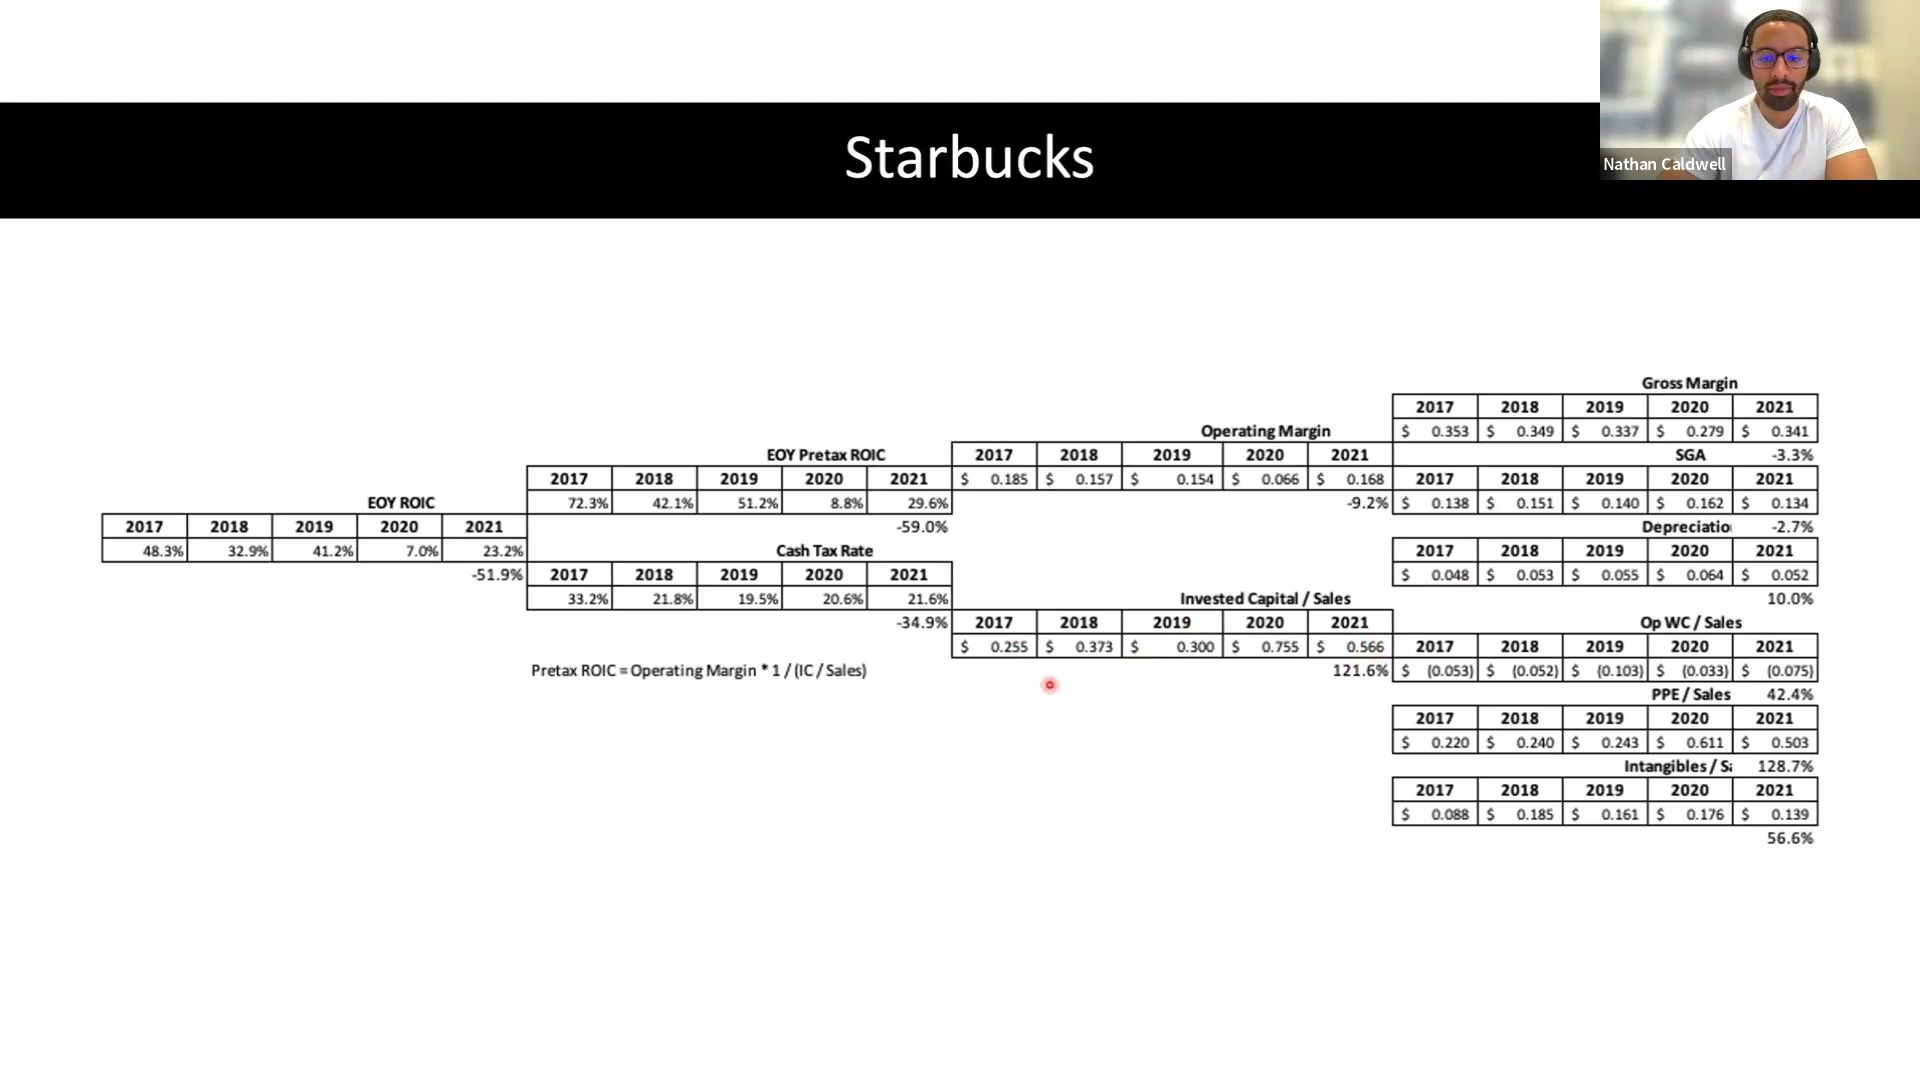 Nathan Caldwell
Starbucks
Gross Margin
2017 2018 2019 2020 2021
$ 0.353 $ 0.349 $ 0.337 $ 0.279 $ 0.341
-3.3%
Operating Margin
2017 2018 2019 2020 2021
$ 0.185 $ 0.157 $ 0.154 $ 0.066 $ 0.168
-9.2%
SGA
2017 2018 2019 2020 2021
$ 0.138 $ 0.151 $ 0.140 $ 0.162 $ 0.134
-2.7%
EOY Pretax ROIC
2017 2018 2019 2020 2021
72.3% 42.1% 51.2% 8.8% 29.6%
-59.0%
EOY ROIC
2017 2018 2019 2020 2021
48.3% 32.9% 41.2% 7.0% 23.2%
-51.9%
Depreciatio
2017 2018 2019 2020 2021
$ 0.048 $ 0.053 $ 0.055 $ 0.064 $ 0.052
10.0%
Cash Tax Rate
2017 2018 2019 2020 2021
33.2% 21.8% 19.5% 20.6% 21.6%
-34.9%
Invested Capital / Sales
2017 2018 2019 2020 2021
$ 0.255 $ 0.373 $ 0.300 $ 0.755 $ 0.566
121.6%
Pretax ROIC = Operating Margin * 1 / (IC / Sales)
Op WC / Sales
2017 2018 2019 2020 2021
$ (0.053) $ (0.052) $ (0.103) $ (0.033) $ (0.075)
42.4%
PPE / Sales
2017 2018 2019 2020 2021
$ 0.220 $ 0.240 $ 0.243 $ 0.611 $ 0.503
128.7%
Intangibles / Sa
2017 2018 2019 2020 2021
$ 0.088 $ 0.185 $ 0.161 $ 0.176 $ 0.139
56.6%